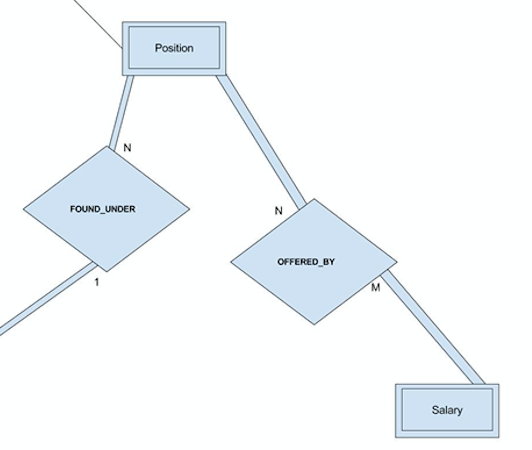 Position
N
FOUND_UNDER
N
OFFERED_BY
1
M
Salary